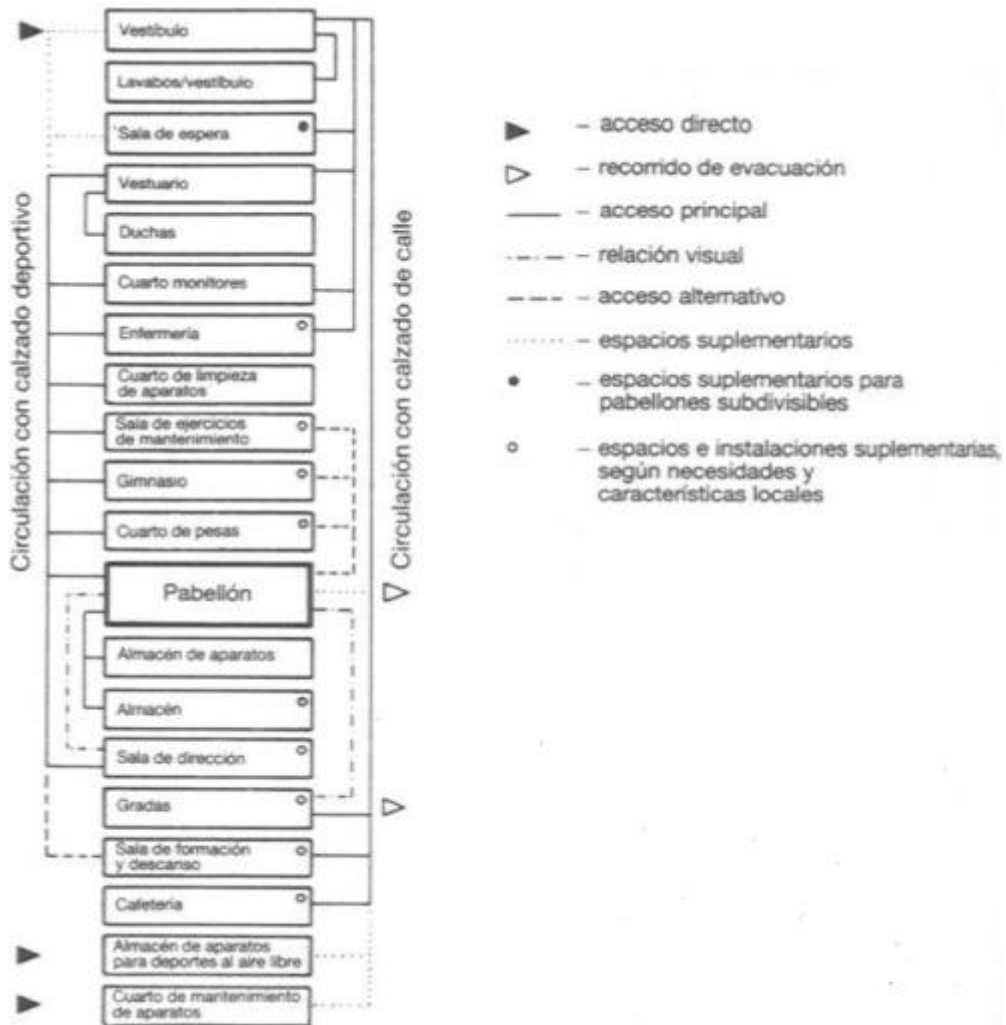 Vestíbulo
Lavabos/vestíbulo
Sala de espera
Vestuario
Duchas
Cuarto monitores
Enfermería
Cuarto de limpieza
de aparatos
Sala de ejercicios
de mantenimiento
Gimnasio
Cuarto de pesas
Pabellón
Almacén de aparatos
Almacén
Sala de dirección
Gradas
Sala de formación
y descanso
Cafetería
Almacén de aparatos
para deportes al aire libre
Cuarto de mantenimiento
de aparatos
Circulación con calzado deportivo
Circulación con calzado de calle
– acceso directo
– recorrido de evacuación
– acceso principal
– relación visual
– acceso alternativo
– espacios suplementarios
– espacios suplementarios para
pabellones subdivisibles
– espacios e instalaciones suplementarias,
según necesidades y
características locales